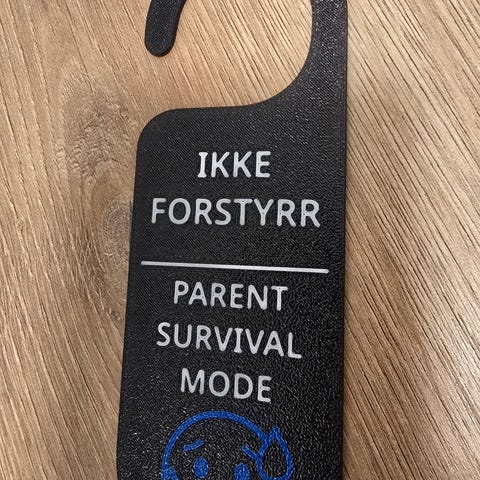 IKKE
FORSTYRR
PARENT
SURVIVAL
MODE